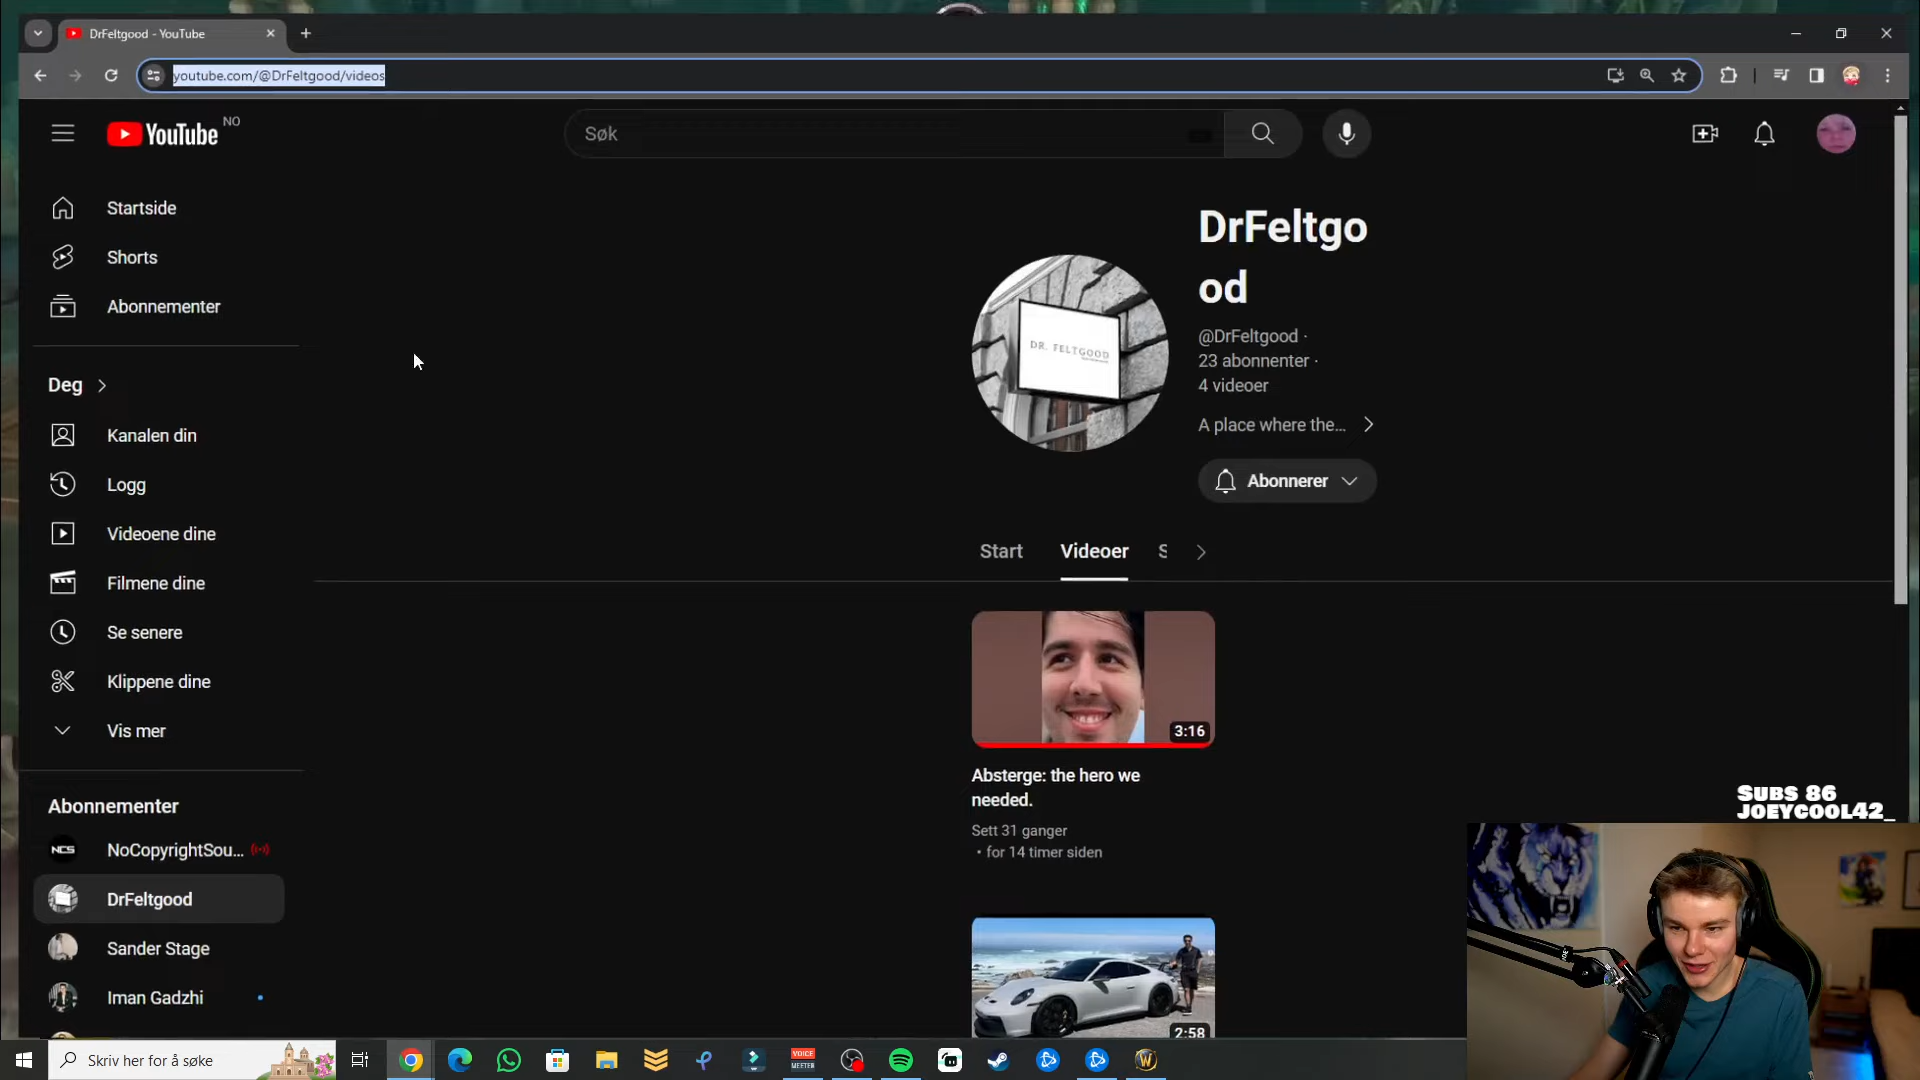 DrFeltgood - YouTube
youtube.com/@DrFeltgood/videos
YouTube NO
Søk
Startside
Shorts
Abonnementer
Deg
Kanalen din
Logg
Videoene dine
Filmene dine
Se senere
Klippene dine
Vis mer
Abonnementer
NCS
NoCopyrightSou...
DrFeltgood
Sander Stage
Iman Gadzhi
DR. FELTGOOD
DrFeltgo
od
@DrFeltgood ·
23 abonnenter ·
4 videoer
A place where the...
Abonnerer
Start
Videoer
S
3:16
Absterge: the hero we
needed.
Sett 31 ganger
• for 14 timer siden
2:58
SUBS 86
JOEYCOOL42_
Skriv her for å søke
VOICE
MEETER